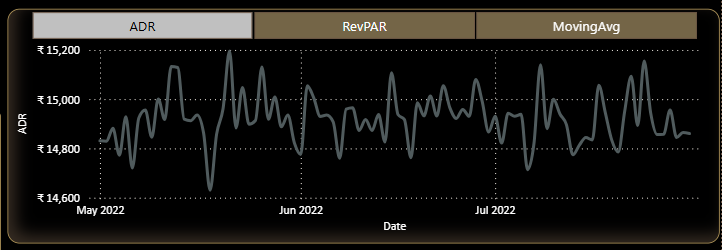 ADR RevPAR MovingAvg
₹ 15,200
₹ 15,000
₹ 14,800
₹ 14,600
ADR
May 2022 Jun 2022 Jul 2022
Date